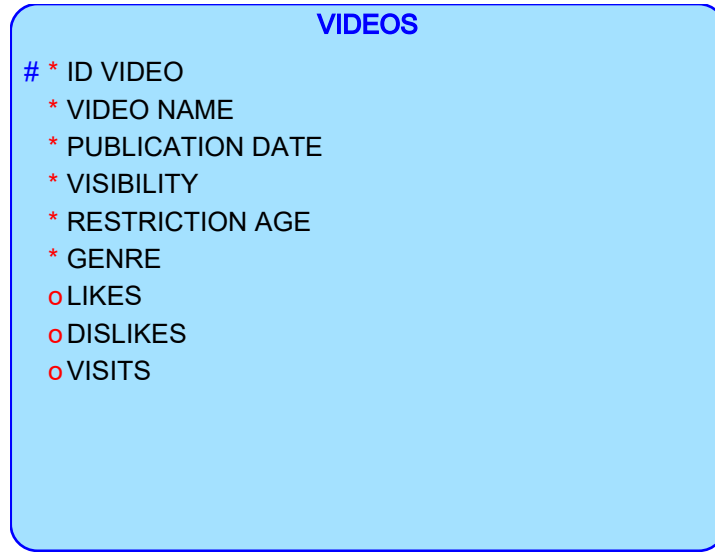 VIDEOS
# * ID VIDEO
* VIDEO NAME
* PUBLICATION DATE
* VISIBILITY
* RESTRICTION AGE
* GENRE
o LIKES
o DISLIKES
o VISITS